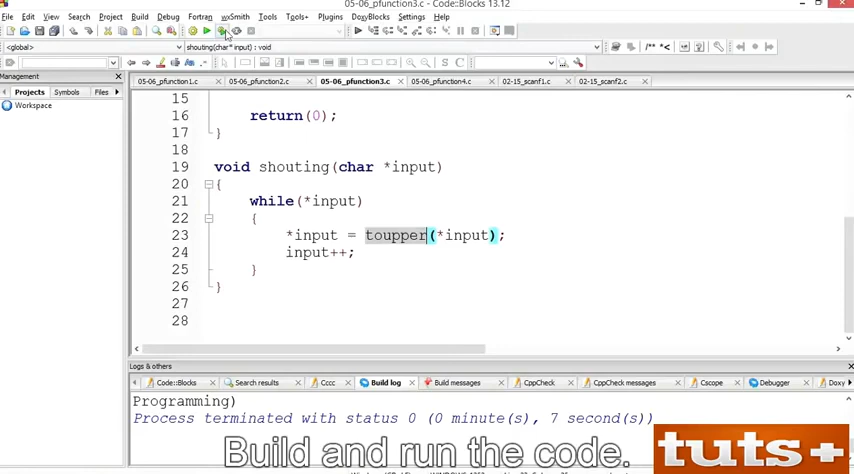 05-06_pfunction3.c - Code::Blocks 13.12
File Edit View Search Project Build Debug Fortran wxSmith Tools Tools+ Plugins DoxyBlocks Settings Help
<global> shouting(char* input) : void
/** *<
Management
05-06_pfunction1.c 05-06_pfunction2.c 05-06_pfunction3.c 05-06_pfunction4.c 02-15_scanf1.c 02-15_scanf2.c
Projects Symbols Files
Workspace
15
16 return(0);
17 }
18
19 void shouting(char *input)
20 {
21 while(*input)
22 {
23 *input = toupper(*input);
24 input++;
25 }
26 }
27
28
Logs & others
Code::Blocks Search results Cccc Build log Build messages CppCheck CppCheck messages Cscope Debugger Doxy
Programming)
Process terminated with status 0 (0 minute(s), 7 second(s))
Build and run the code.
tuts+